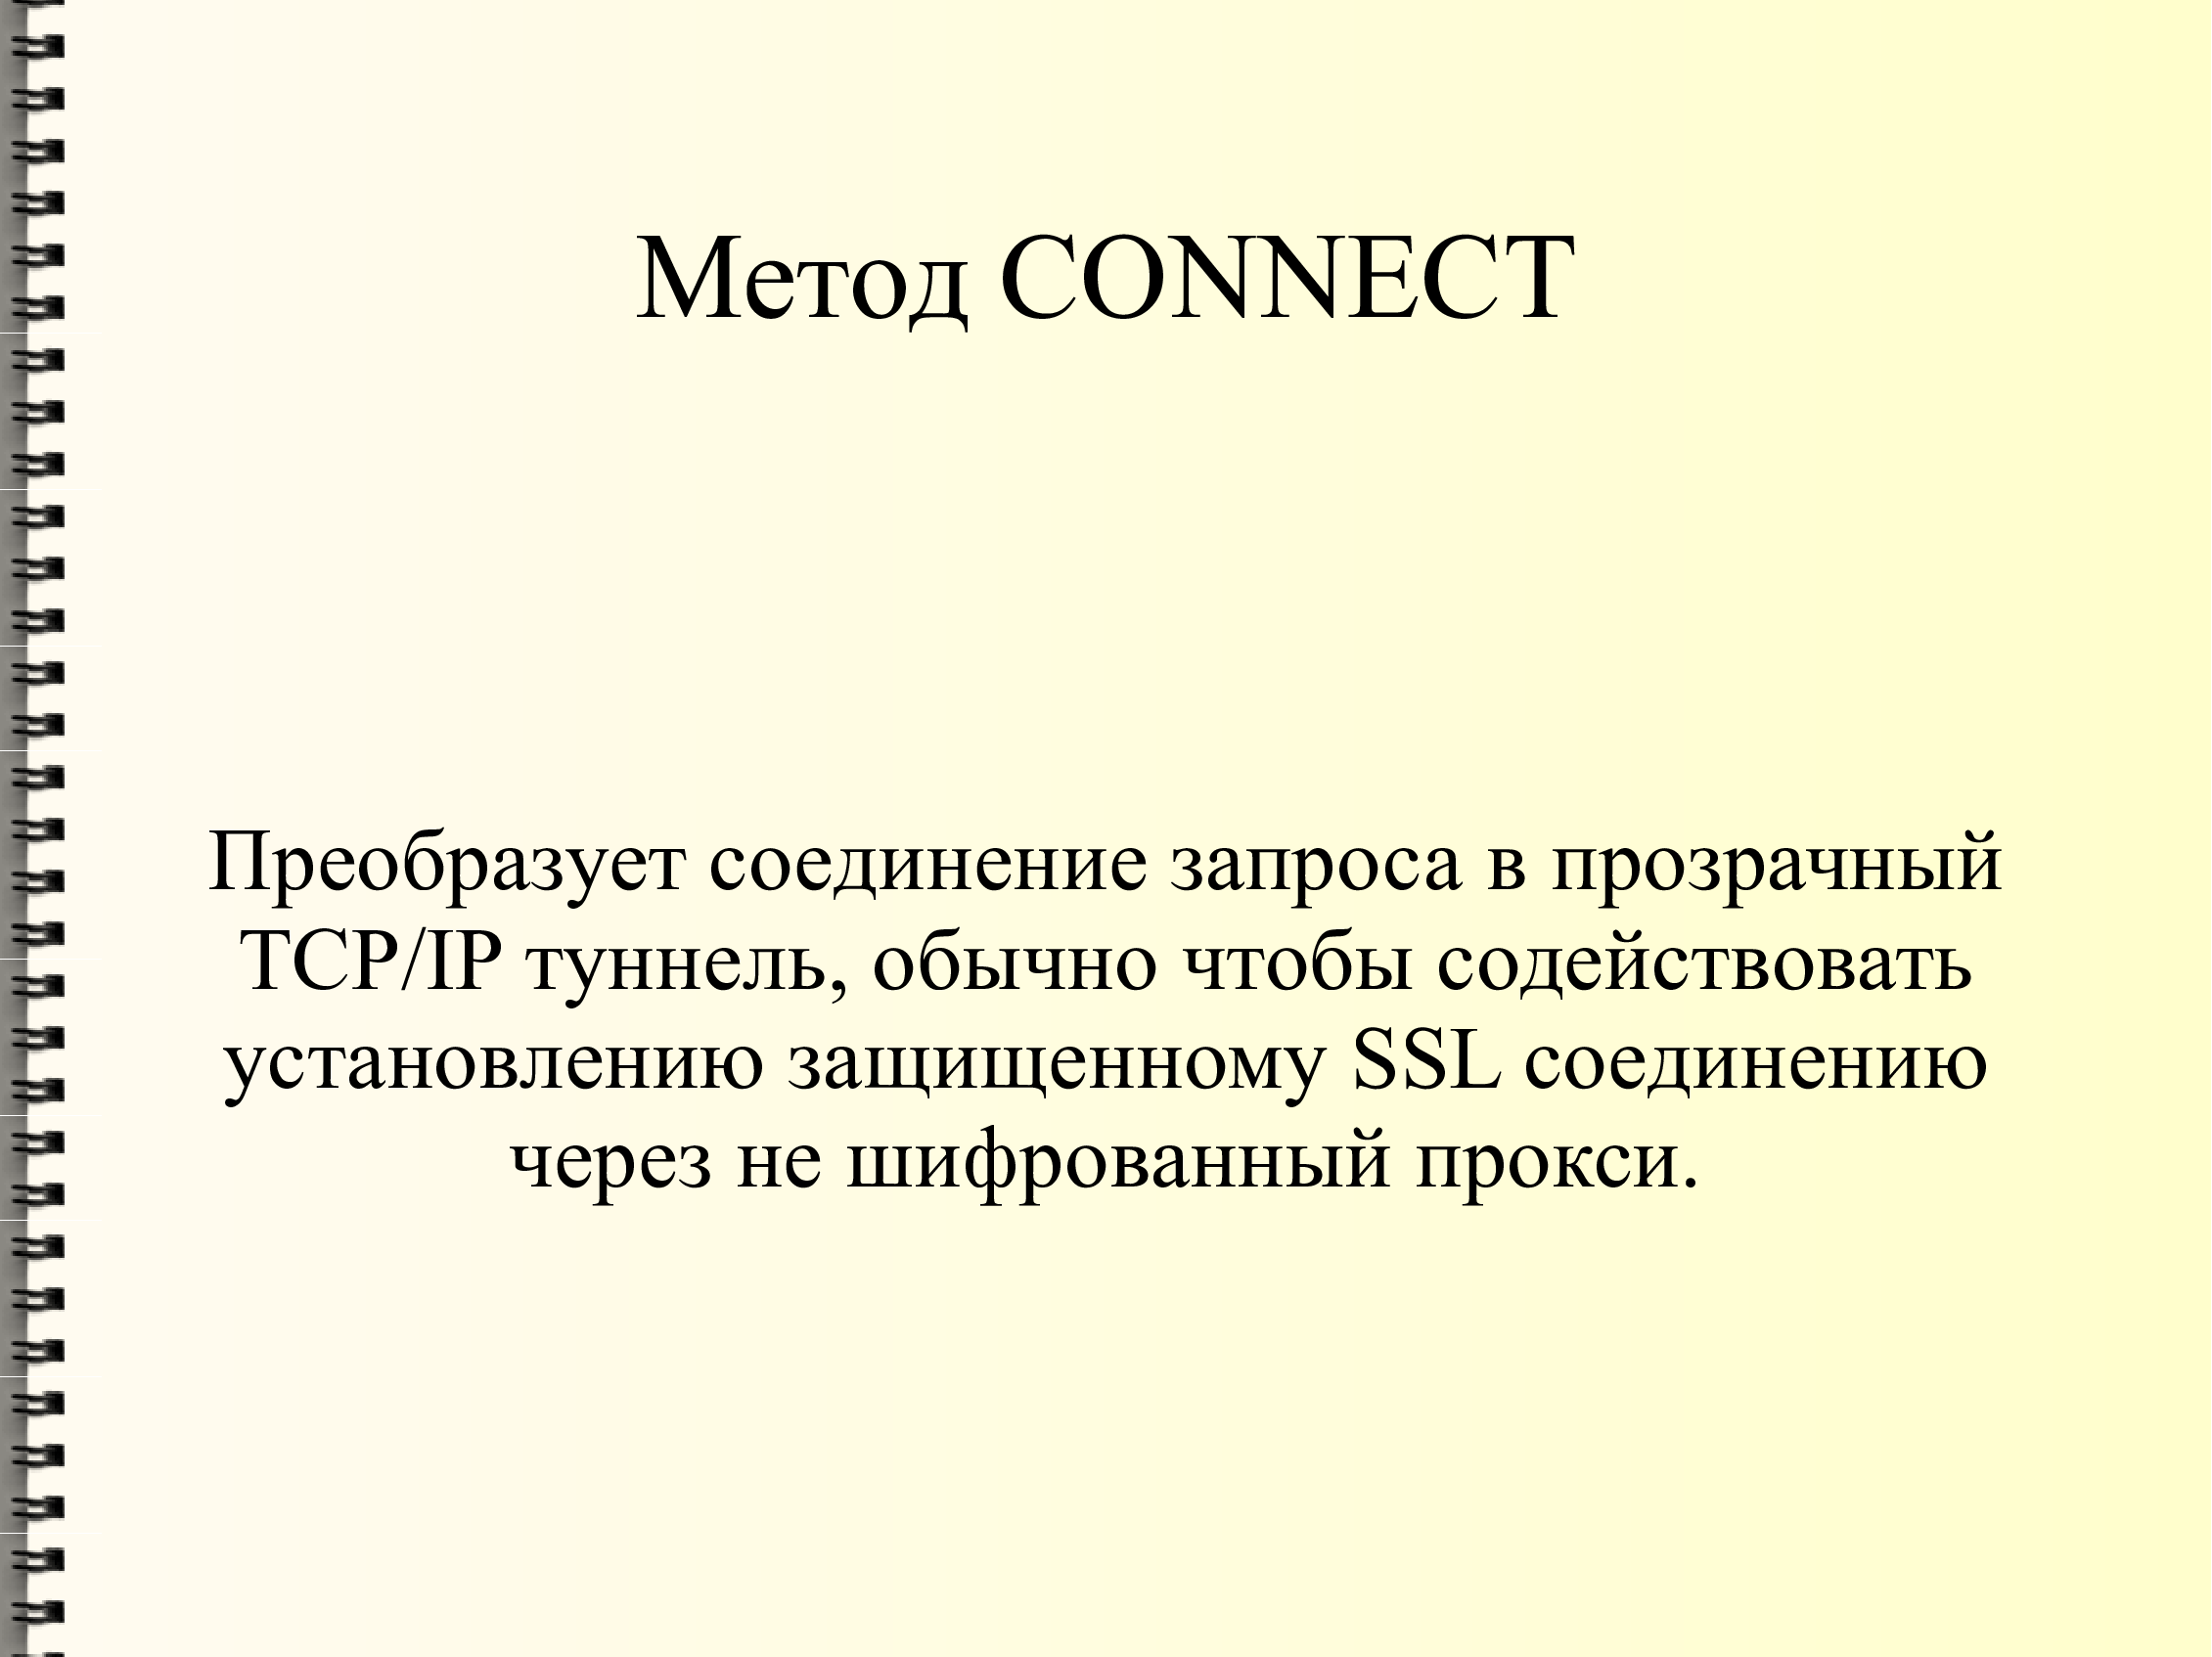 Метод CONNECT
Преобразует соединение запроса в прозрачный
TCP/IP туннель, обычно чтобы содействовать
установлению защищенному SSL соединению
через не шифрованный прокси.